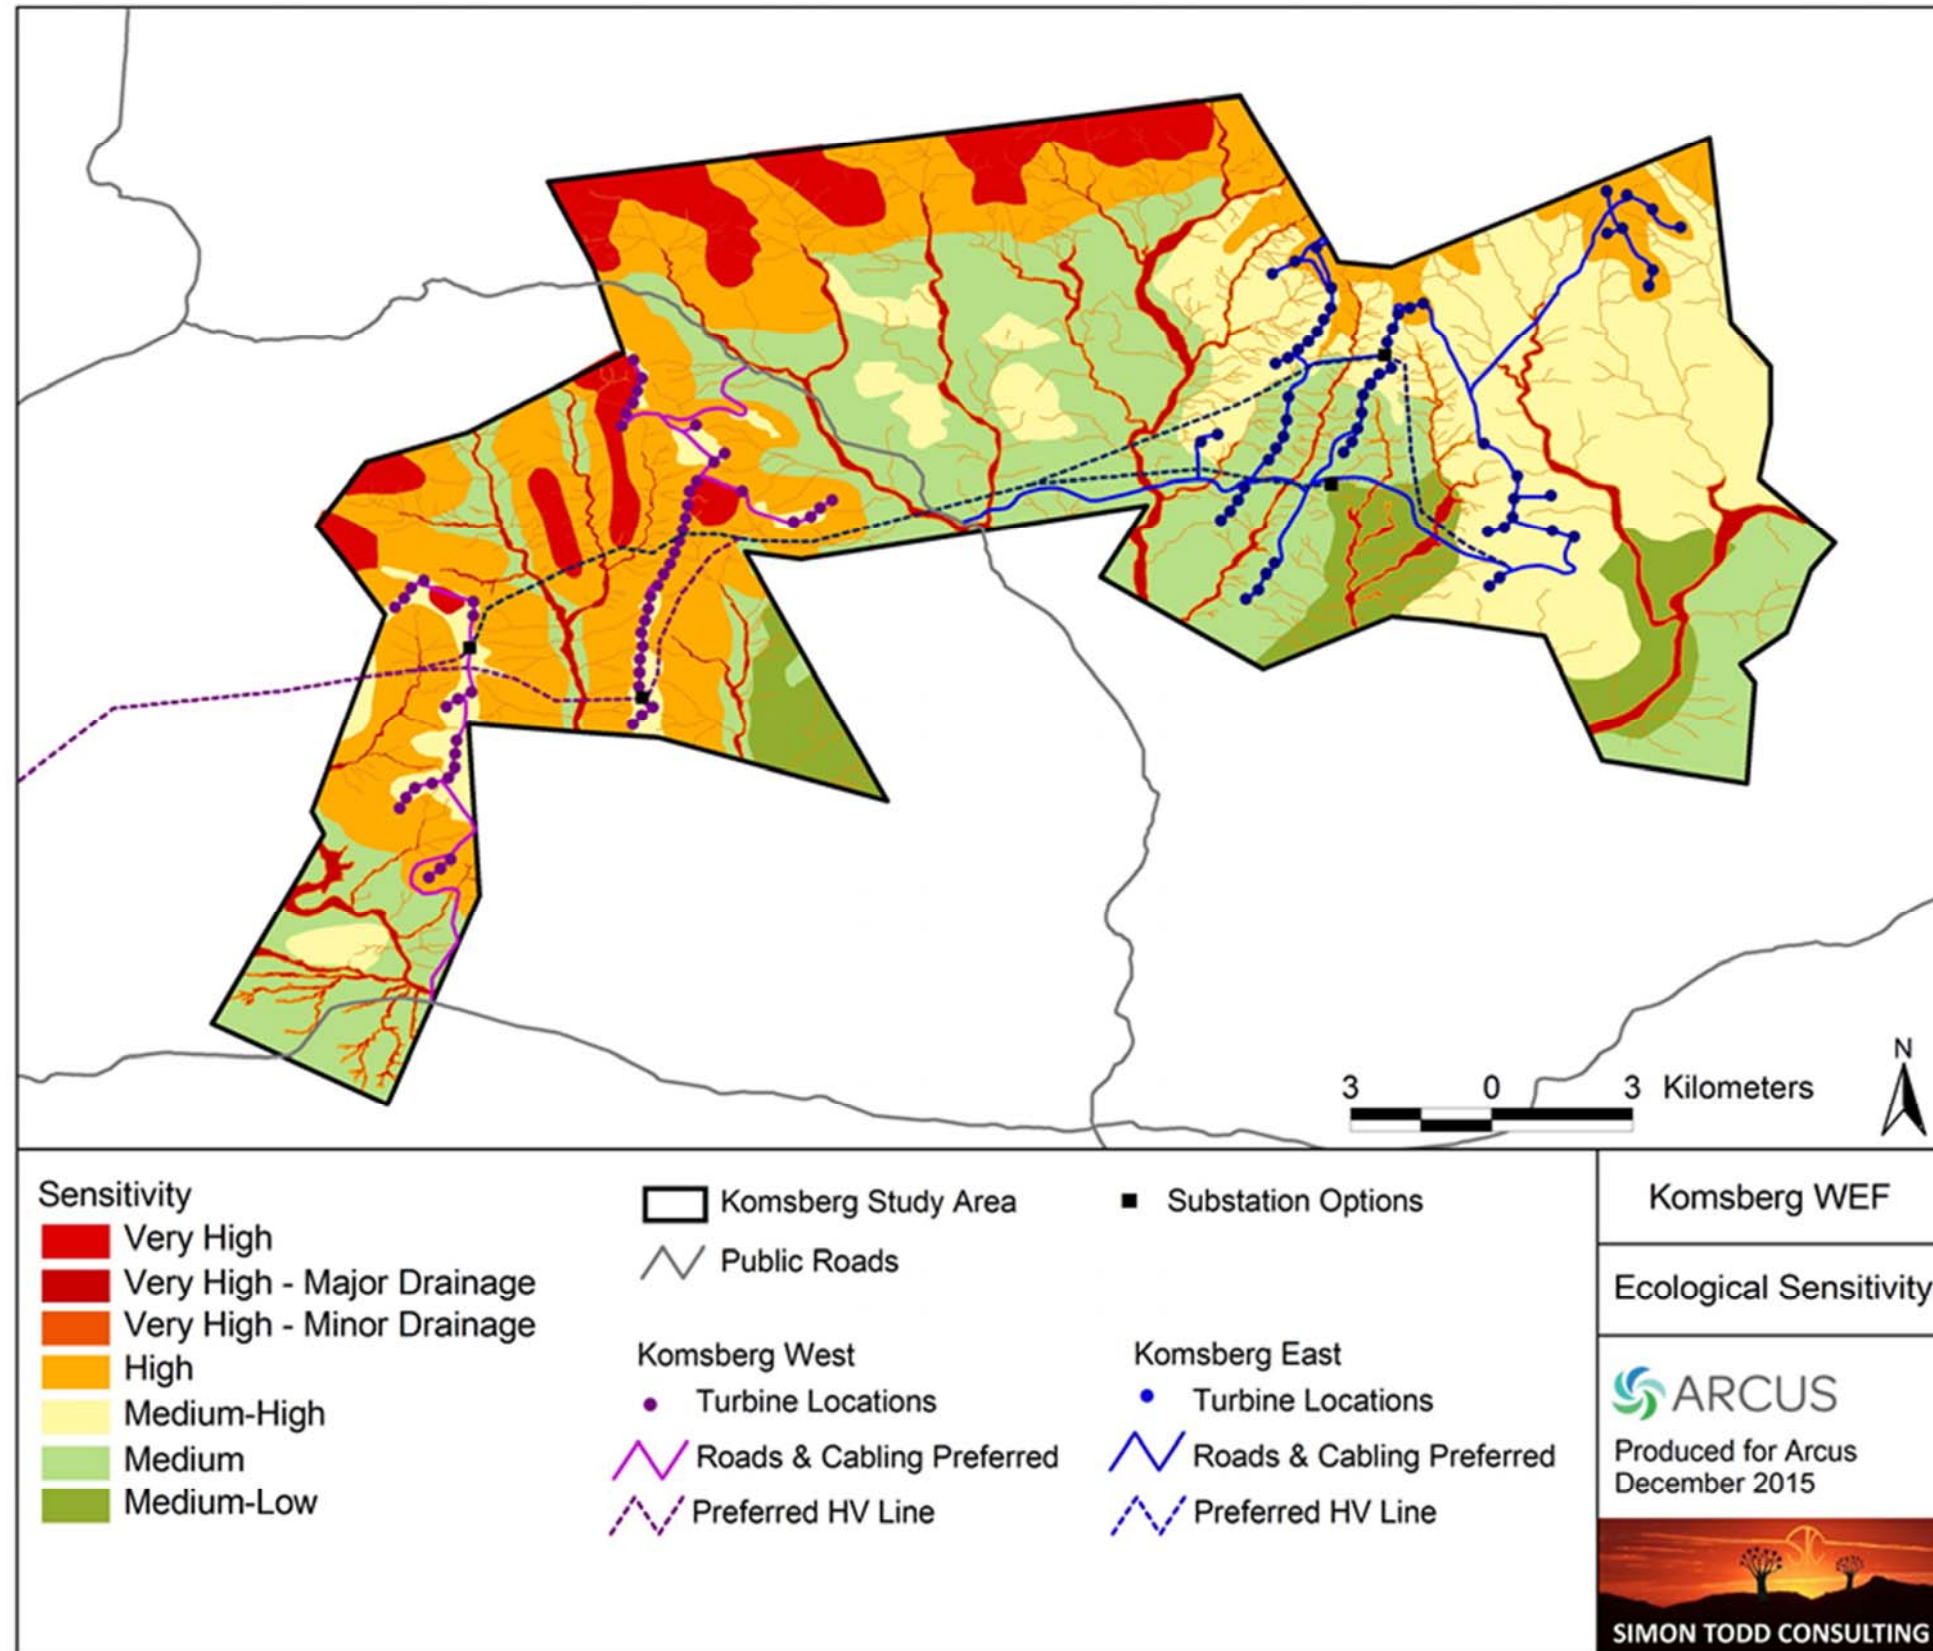 N
3 0 3 Kilometers
Sensitivity
Very High
Very High - Major Drainage
Very High - Minor Drainage
High
Medium-High
Medium
Medium-Low
Komsberg Study Area
Public Roads
Substation Options
Komsberg West
Turbine Locations
Roads & Cabling Preferred
Preferred HV Line
Komsberg East
Turbine Locations
Roads & Cabling Preferred
Preferred HV Line
Komsberg WEF
Ecological Sensitivity
ARCUS
Produced for Arcus
December 2015
SIMON TODD CONSULTING